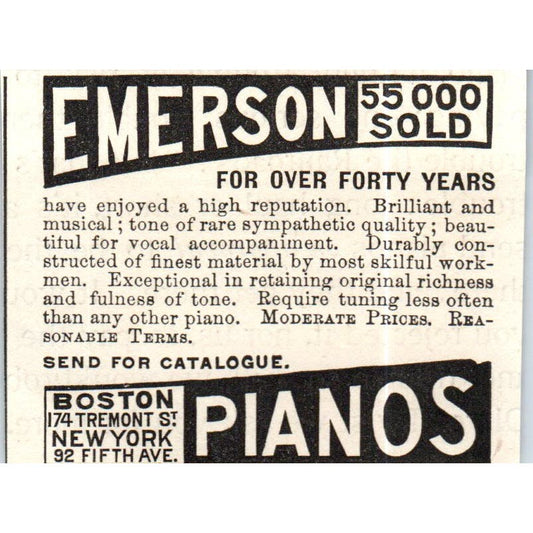 EMERSON 55000 SOLD
FOR OVER FORTY YEARS
have enjoyed a high reputation. Brilliant and
musical; tone of rare sympathetic quality; beau-
tiful for vocal accompaniment. Durably con-
structed of finest material by most skilful work-
men. Exceptional in retaining original richness
and fulness of tone. Require tuning less often
than any other piano. MODERATE PRICES. REA-
SONABLE TERMS.
SEND FOR CATALOGUE.
BOSTON
174 TREMONT ST.
NEW YORK
92 FIFTH AVE.
PIANOS